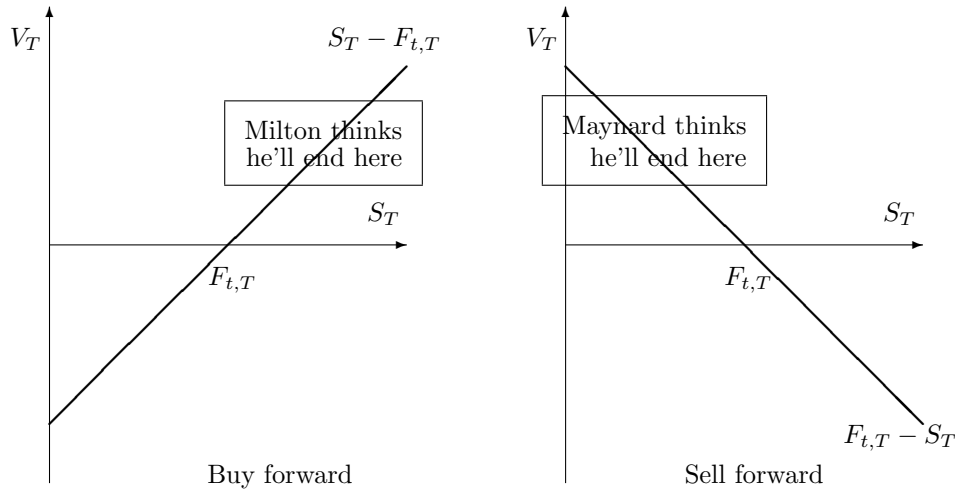 V_T
S_T − F_{t,T}
Milton thinks
he'll end here
S_T
F_{t,T}
Buy forward
V_T
Maynard thinks
he'll end here
S_T
F_{t,T}
F_{t,T} − S_T
Sell forward